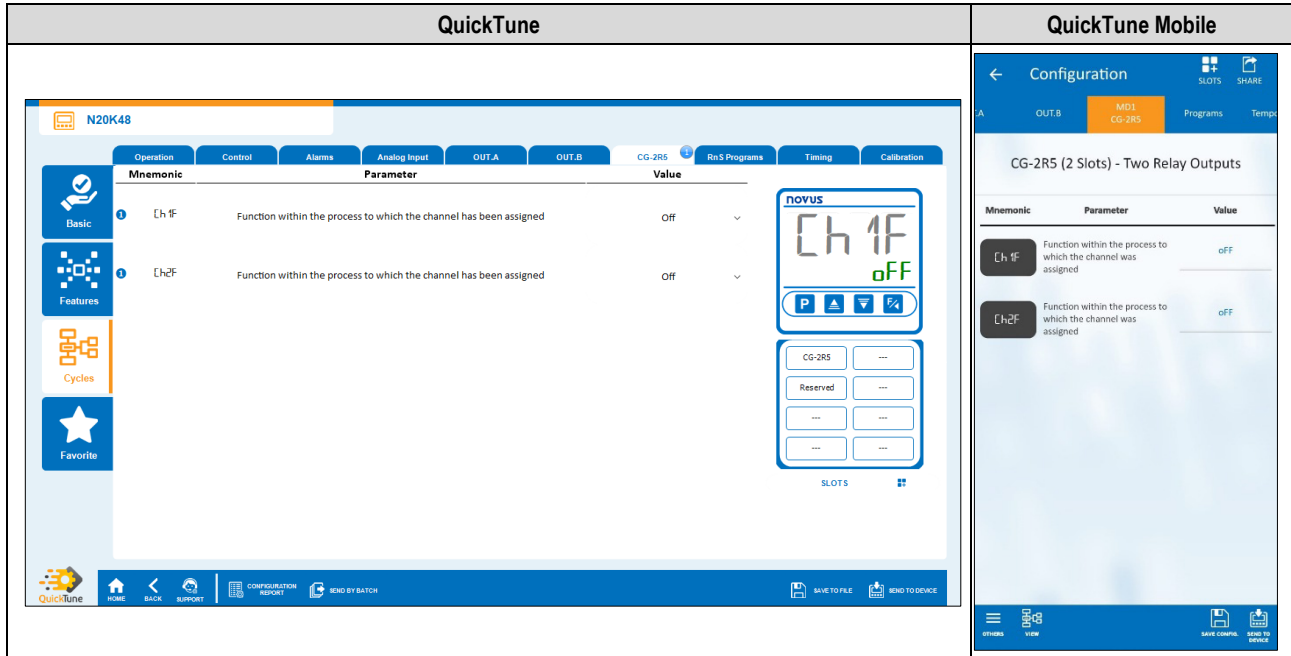 QuickTune
QuickTune Mobile
N20K48
Operation Control Alarms Analog Input OUT.A OUT.B CG-2R5 1 RnS Programs Timing Calibration
Mnemonic Parameter Value
1 Ch1F Function within the process to which the channel has been assigned Off
1 Ch2F Function within the process to which the channel has been assigned Off
Basic
Features
Cycles
Favorite
novus
Ch1F
oFF
P F/
CG-2R5 ---
Reserved ---
--- ---
--- ---
SLOTS
QuickTune
HOME BACK SUPPORT CONFIGURATION REPORT SEND BY BATCH SAVE TO FILE SEND TO DEVICE
Configuration SLOTS SHARE
.A OUT.B MD1 CG-2R5 Programs Tempo
CG-2R5 (2 Slots) - Two Relay Outputs
Mnemonic Parameter Value
Ch1F Function within the process to
which the channel was
assigned
oFF
Ch2F Function within the process to
which the channel was
assigned
oFF
OTHERS VIEW SAVE CONFIG. SEND TO
DEVICE